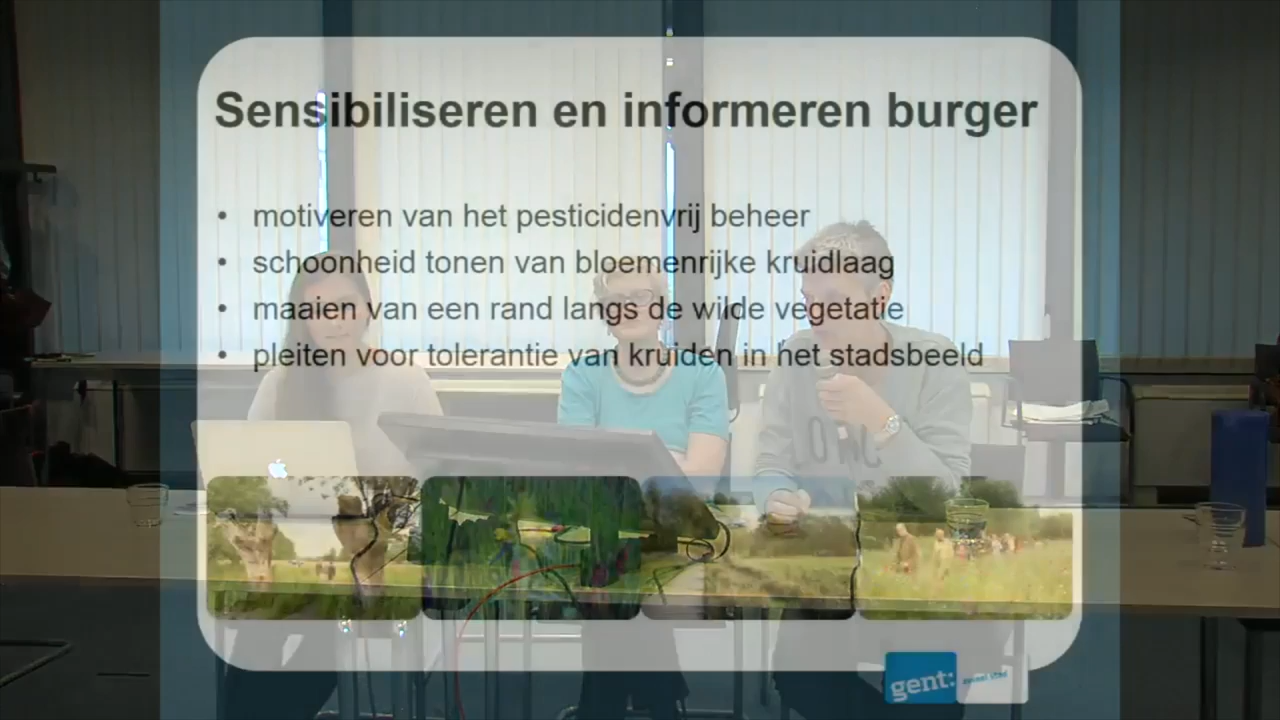 Sensibiliseren en informeren burger
• motiveren van het pesticidenvrij beheer
• schoonheid tonen van bloemenrijke kruidlaag
• maaien van een rand langs de wilde vegetatie
• pleiten voor tolerantie van kruiden in het stadsbeeld
gent: